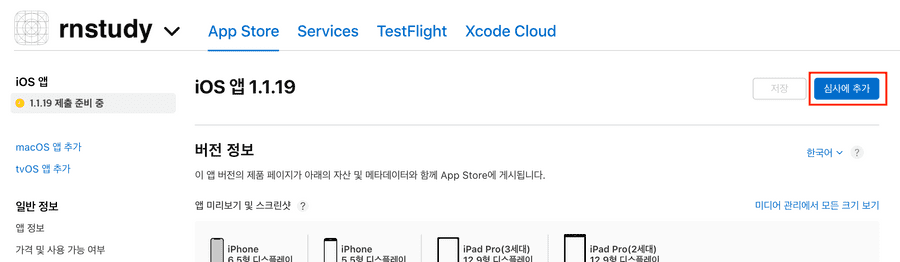 rnstudy
App Store Services TestFlight Xcode Cloud
iOS 앱
1.1.19 제출 준비 중
macOS 앱 추가
tvOS 앱 추가
일반 정보
앱 정보
가격 및 사용 가능 여부
iOS 앱 1.1.19
저장
심사에 추가
버전 정보
한국어
?
이 앱 버전의 제품 페이지가 아래의 자산 및 메타데이터와 함께 App Store에 게시됩니다.
앱 미리보기 및 스크린샷 ?
미디어 관리에서 모든 크기 보기
iPhone
6.5형 디스플레이
iPhone
5.5형 디스플레이
iPad Pro(3세대)
12.9형 디스플레이
iPad Pro(2세대)
12.9형 디스플레이